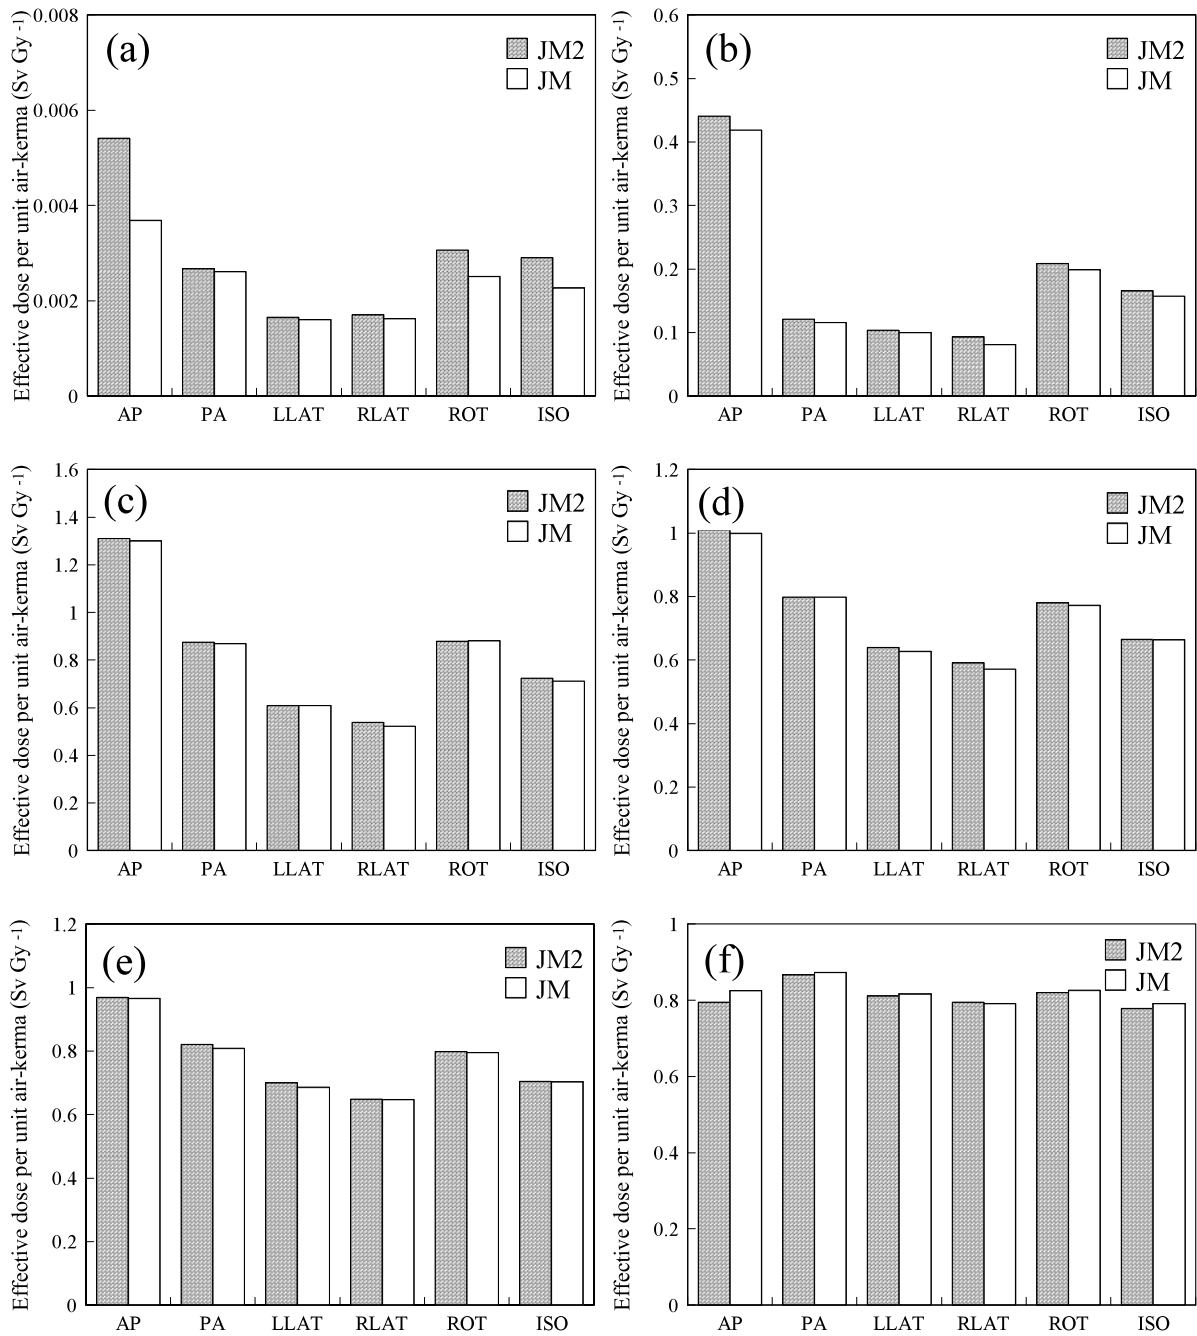 (a)
JM2
JM
Effective dose per unit air-kerma (Sv Gy -1)
0.008
0.006
0.004
0.002
0
AP PA LLAT RLAT ROT ISO
(b)
JM2
JM
Effective dose per unit air-kerma (Sv Gy -1)
0.6
0.5
0.4
0.3
0.2
0.1
0
AP PA LLAT RLAT ROT ISO
(c)
JM2
JM
Effective dose per unit air-kerma (Sv Gy -1)
1.6
1.4
1.2
1
0.8
0.6
0.4
0.2
0
AP PA LLAT RLAT ROT ISO
(d)
JM2
JM
Effective dose per unit air-kerma (Sv Gy -1)
1.2
1
0.8
0.6
0.4
0.2
0
AP PA LLAT RLAT ROT ISO
(e)
JM2
JM
Effective dose per unit air-kerma (Sv Gy -1)
1.2
1
0.8
0.6
0.4
0.2
0
AP PA LLAT RLAT ROT ISO
(f)
JM2
JM
Effective dose per unit air-kerma (Sv Gy -1)
1
0.8
0.6
0.4
0.2
0
AP PA LLAT RLAT ROT ISO